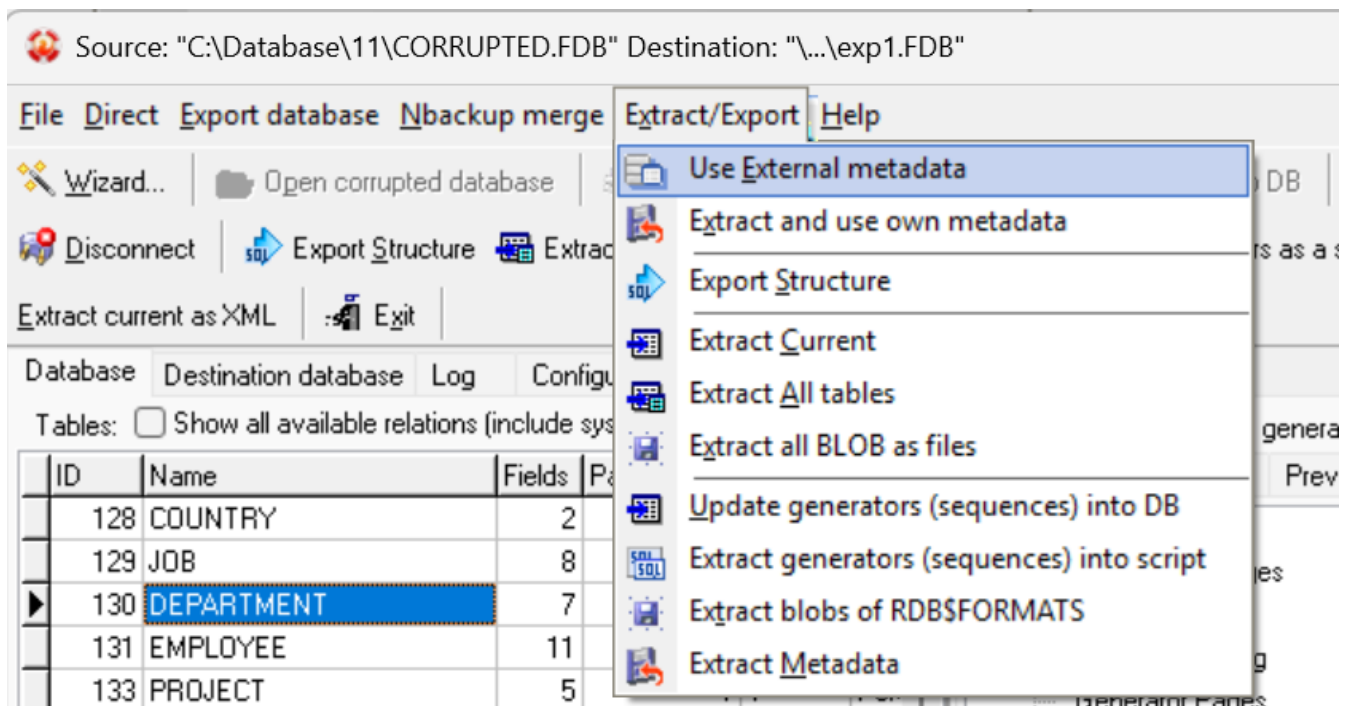 Source: "C:\Database\11\CORRUPTED.FDB" Destination: "\...\exp1.FDB"
File Direct Export database Nbackup merge Extract/Export Help
Wizard... Open corrupted database DB
Use External metadata
Extract and use own metadata
Disconnect Export Structure as a
Export Structure
Extract current as XML Exit
Extract Current
Database Destination database Log
Extract All tables
Tables: Show all available relations (include
Extract all BLOB as files
ID Name Fields
Update generators (sequences) into DB
128 COUNTRY 2
Extract generators (sequences) into script
129 JOB 8
130 DEPARTMENT 7
Extract blobs of RDB$FORMATS
131 EMPLOYEE 11
Extract Metadata
133 PROJECT 5
Generator Pages